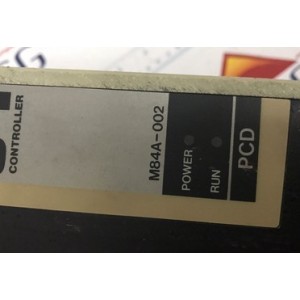 CONTROLLER
M84A-002
POWER
RUN
PCD